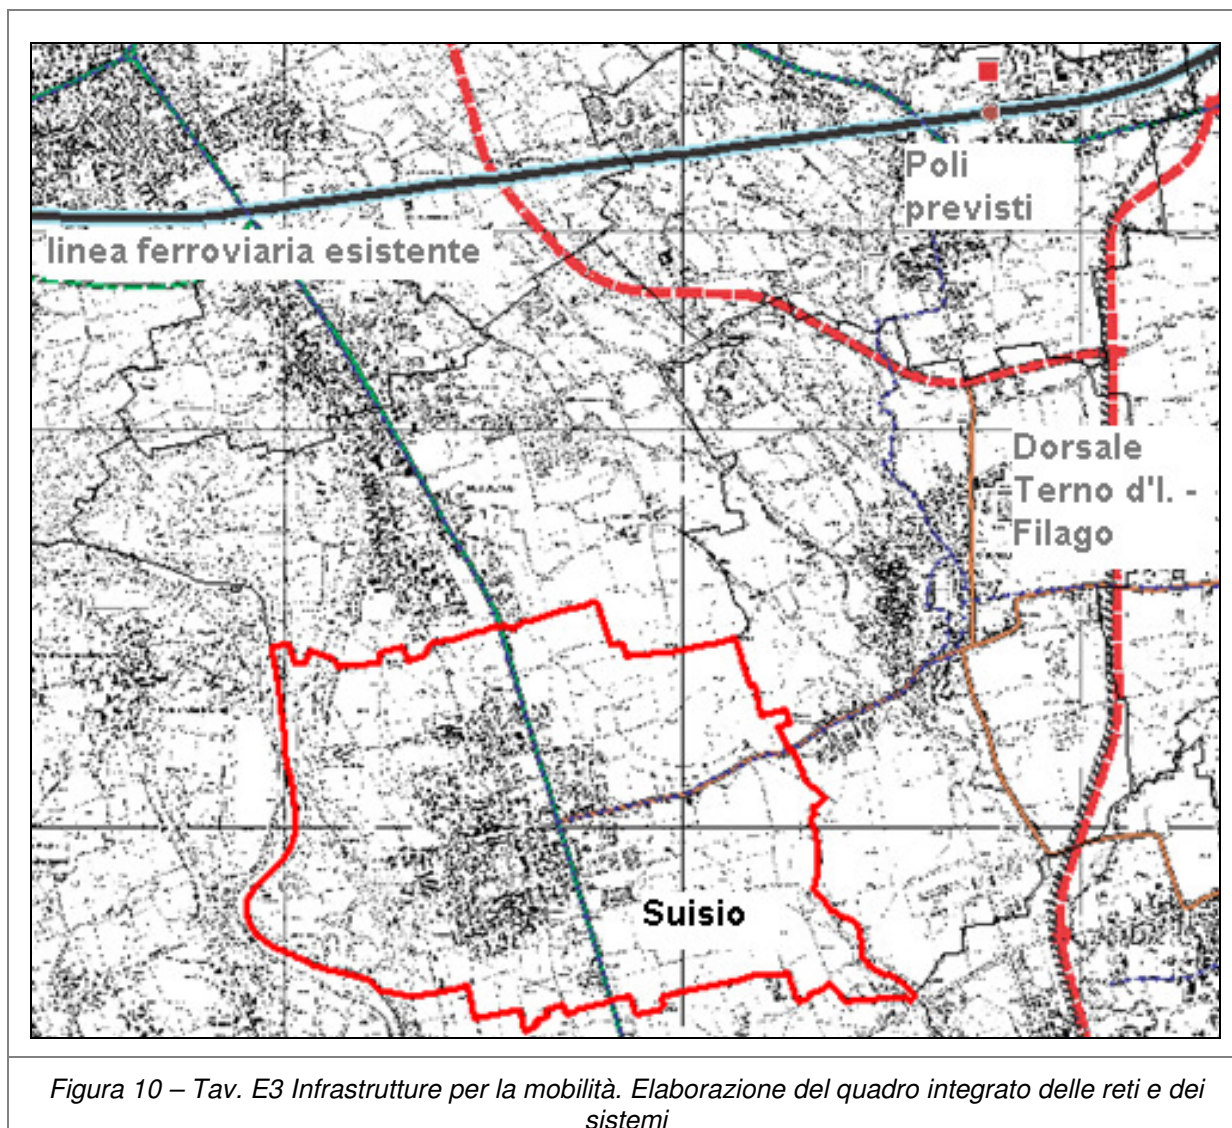 Poli
previsti
linea ferroviaria esistente
Dorsale
Terno d'I. -
Filago
Suisio
Figura 10 – Tav. E3 Infrastrutture per la mobilità. Elaborazione del quadro integrato delle reti e dei
sistemi